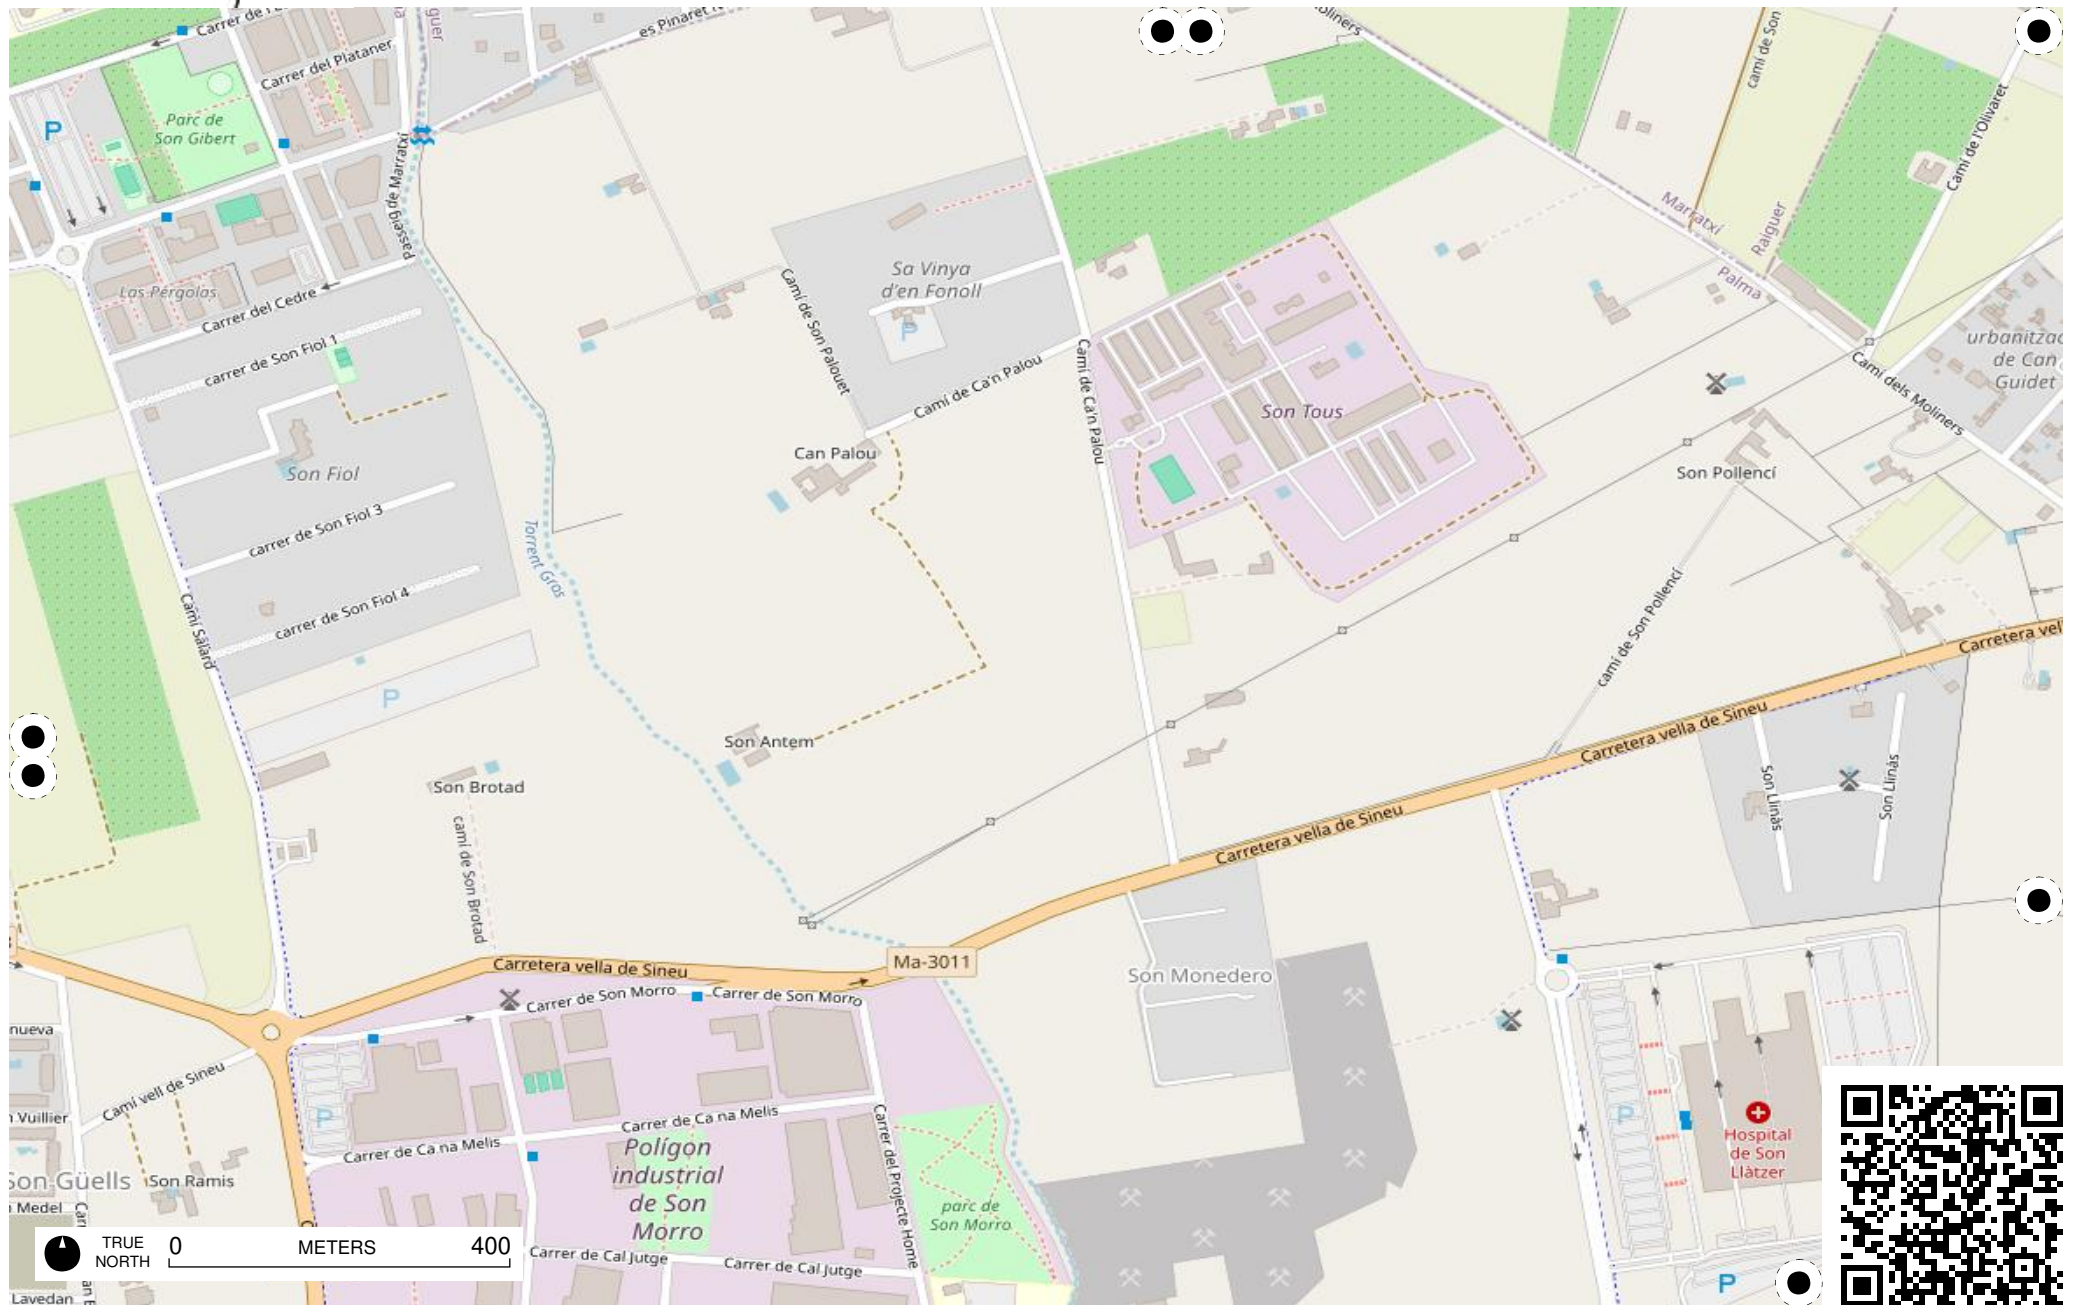 es Pinaret
Carrer del Plataner
Parc de
Son Gibert
Passeig de Marratxí
Las Pérgolas
Carrer del Cedre
carrer de Son Fiol 1
Son Fiol
carrer de Son Fiol 3
carrer de Son Fiol 4
Camí Salard
Torrent Gros
P
P
Camí de Son Palouet
Sa Vinya
d'en Fonoll
P
Camí de Ca'n Palou
Camí de Ca'n Palou
Can Palou
Son Tous
Moliners
camí de Son
Camí de l'Olivaret
Marratxí
Raiguer
Palma
urbanitzac
de Can
Guidet
Camí dels Moliners
Son Pollencí
camí de Son Pollencí
Carretera vel
Carretera vella de Sineu
Carretera vella de Sineu
Son Llinàs
Son Llinàs
Son Antem
Son Brotad
camí de Son Brotad
Ma-3011
Carretera vella de Sineu
Carrer de Son Morro
Carrer de Son Morro
Son Monedero
nueva
Camí vell de Sineu
Vuillier
Son Güells
Son Ramis
Medel
Lavedan
P
Carrer de Ca na Melis
Carrer de Ca na Melis
Polígon
industrial
de Son
Morro
Carrer del Projecte Home
parc de
Son Morro
Carrer de Cal Jutge
Carrer de Cal Jutge
P
Hospital
de Son
Llàtzer
P
TRUE
NORTH
0
METERS
400